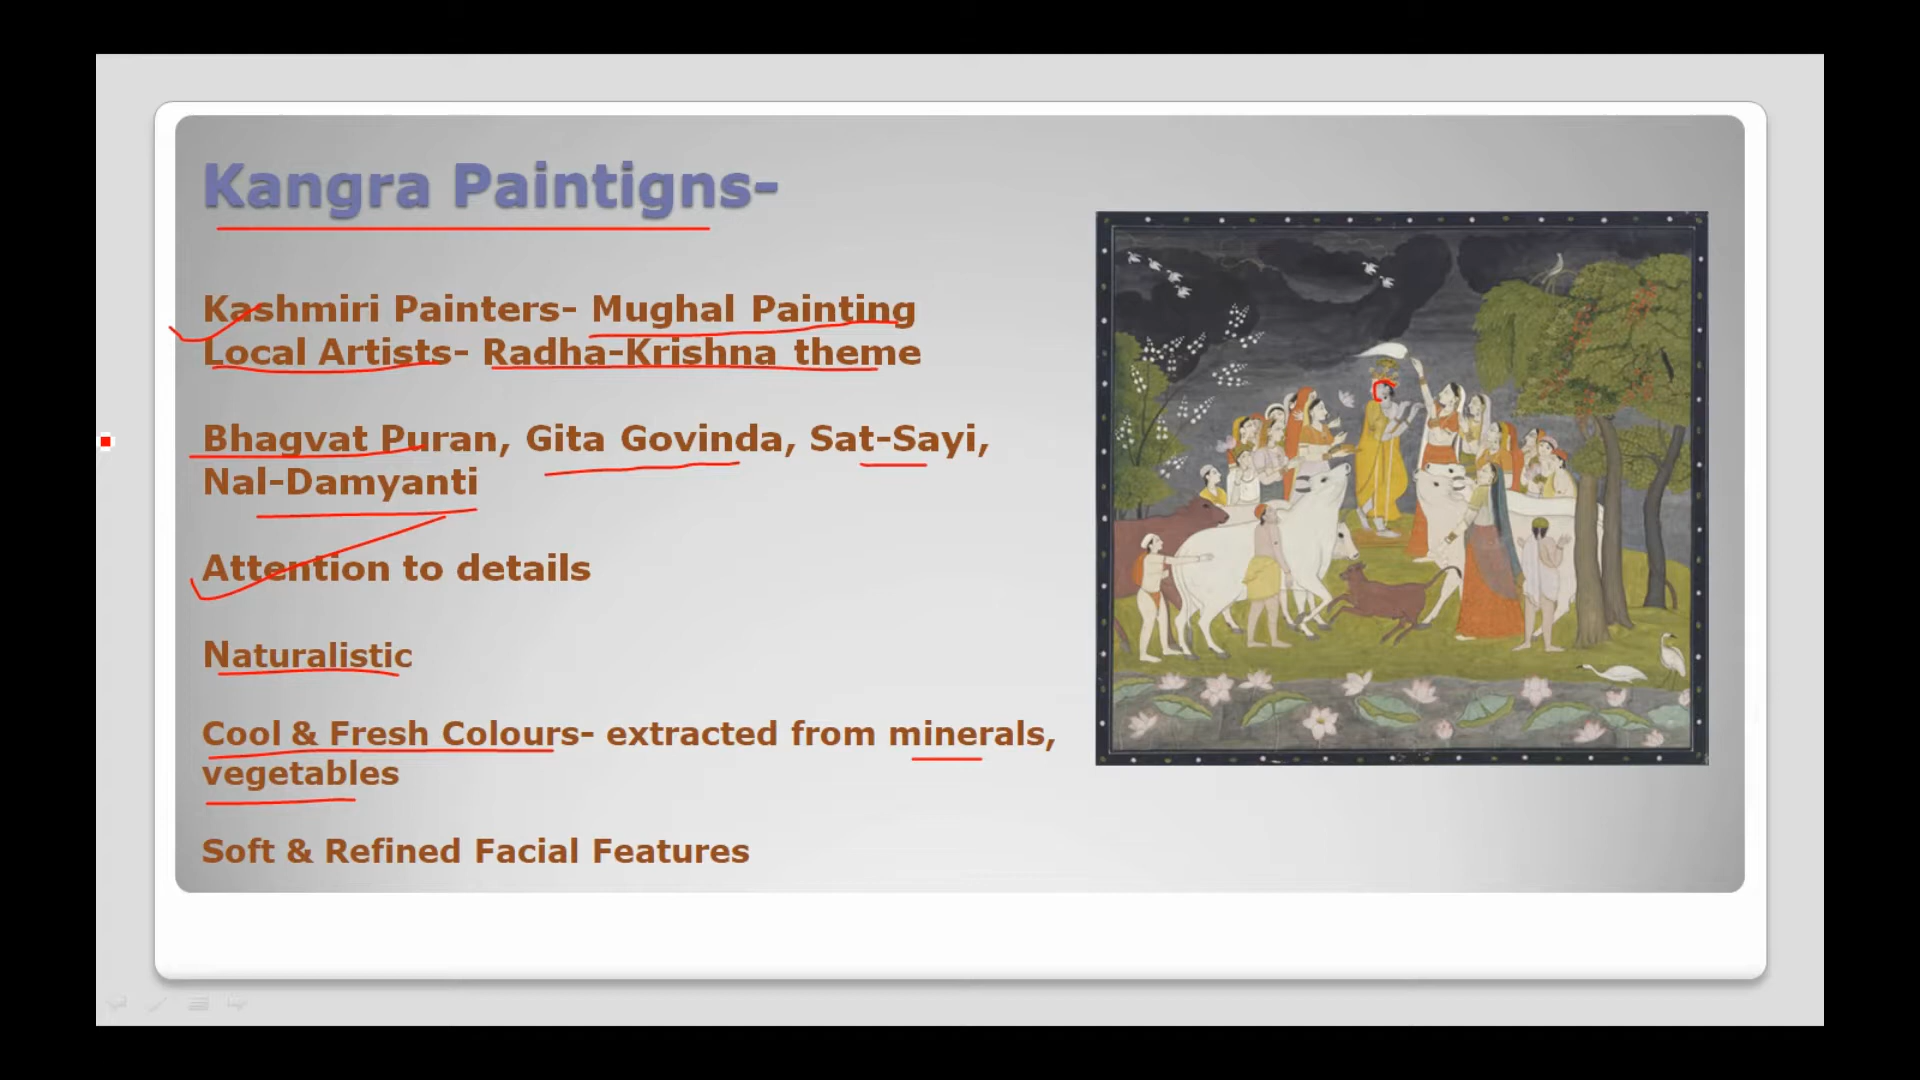 Kangra Paintigns-
Kashmiri Painters- Mughal Painting
Local Artists- Radha-Krishna theme
Bhagvat Puran, Gita Govinda, Sat-Sayi,
Nal-Damyanti
Attention to details
Naturalistic
Cool & Fresh Colours- extracted from minerals,
vegetables
Soft & Refined Facial Features